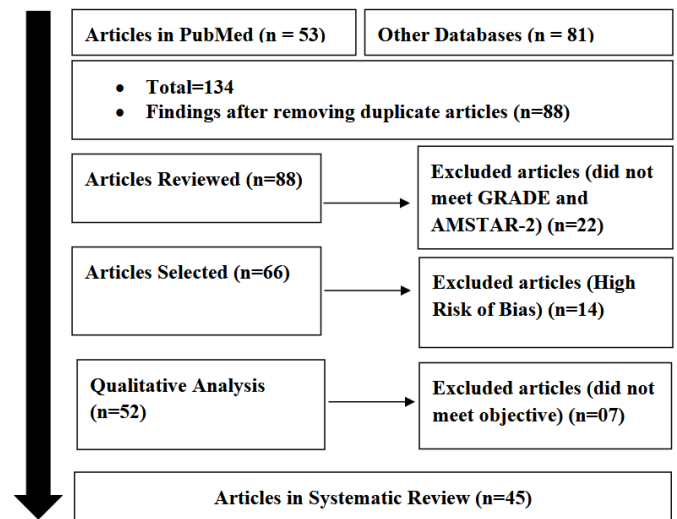 Articles in PubMed (n = 53)
Other Databases (n = 81)
• Total=134
• Findings after removing duplicate articles (n=88)
Articles Reviewed (n=88)
Excluded articles (did not
meet GRADE and
AMSTAR-2) (n=22)
Articles Selected (n=66)
Excluded articles (High
Risk of Bias) (n=14)
Qualitative Analysis
(n=52)
Excluded articles (did not
meet objective) (n=07)
Articles in Systematic Review (n=45)